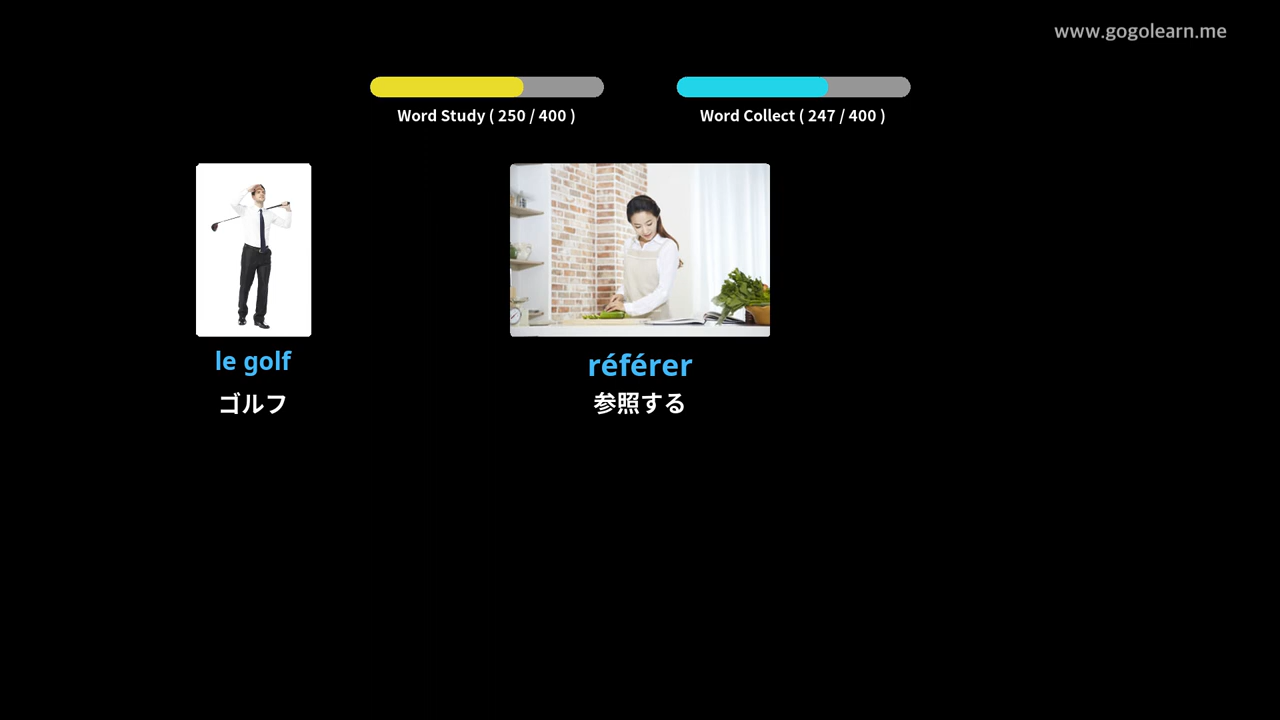 www.gogolearn.me
Word Study ( 250 / 400 )
Word Collect ( 247 / 400 )
le golf
ゴルフ
référer
参照する